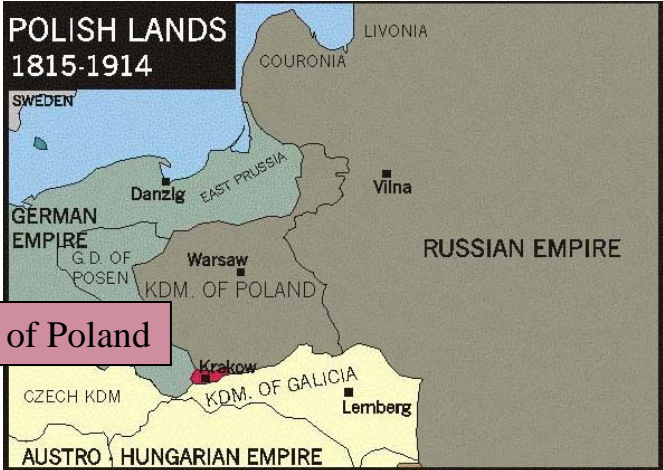 POLISH LANDS
1815-1914
LIVONIA
COURONIA
SWEDEN
EAST PRUSSIA
Danzig
Vilna
GERMAN
EMPIRE
G.D. OF
POSEN
Warsaw
KDM. OF POLAND
RUSSIAN EMPIRE
of Poland
Krakow
KDM. OF GALICIA
CZECH KDM
Lemberg
AUSTRO - HUNGARIAN EMPIRE